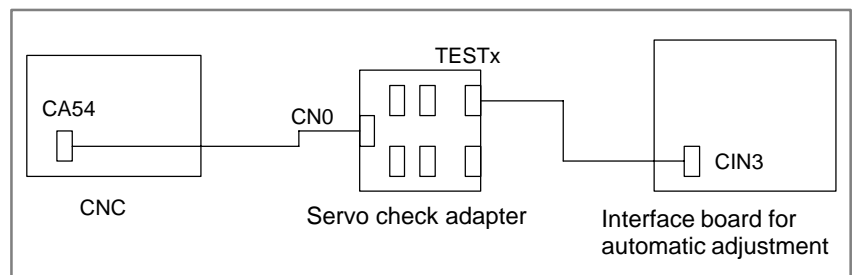 TESTx
CA54
CN0
CIN3
CNC
Servo check adapter
Interface board for
automatic adjustment